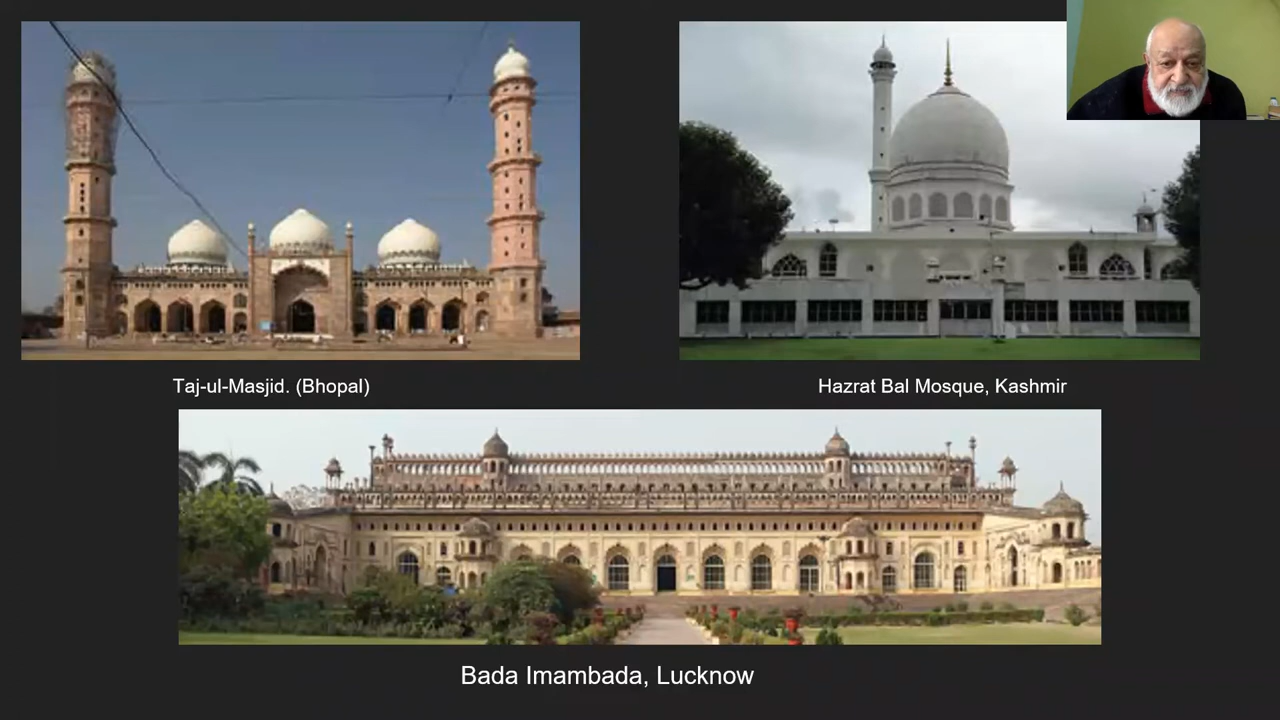 Taj-ul-Masjid. (Bhopal)
Hazrat Bal Mosque, Kashmir
Bada Imambada, Lucknow